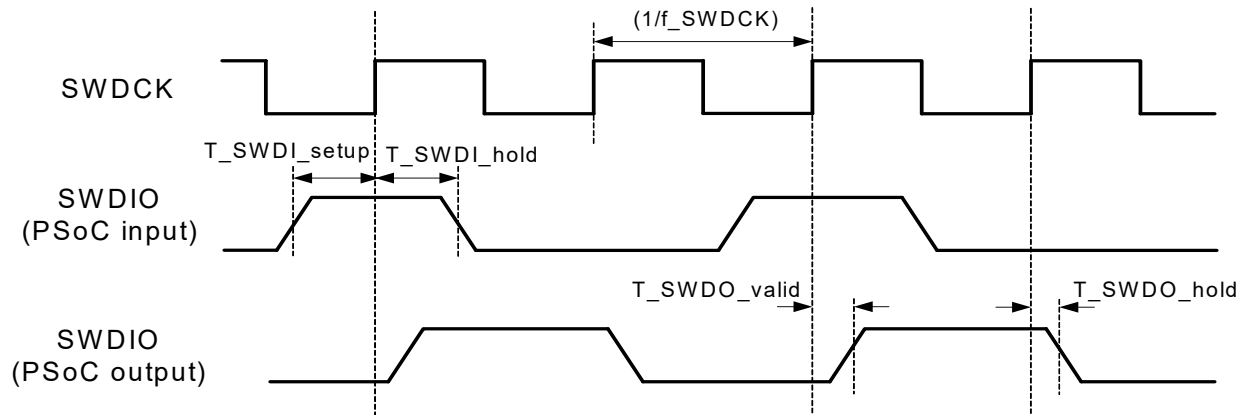 (1/f_SWDCK)
SWDCK
T_SWDI_setup
T_SWDI_hold
SWDIO
(PSoC input)
T_SWDO_valid
T_SWDO_hold
SWDIO
(PSoC output)